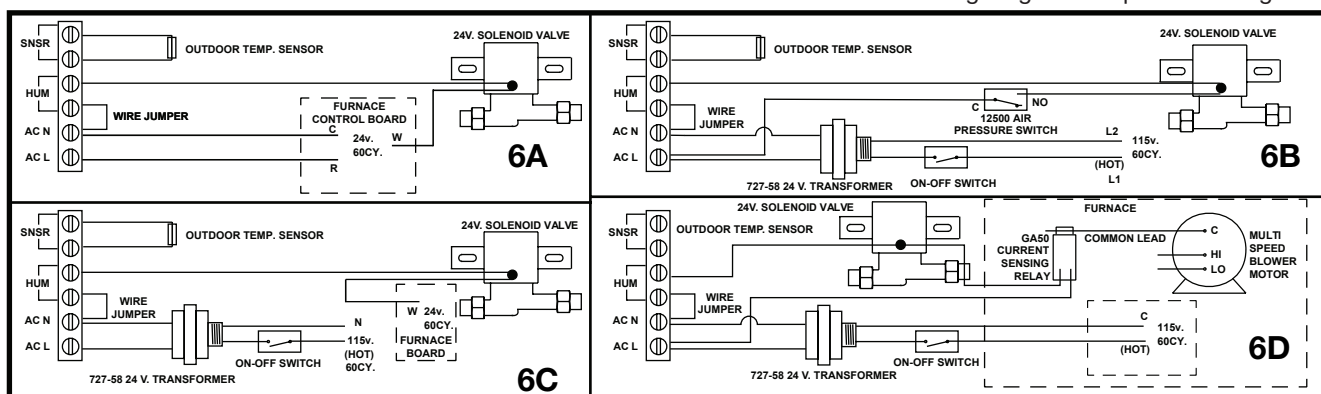 SNSR
OUTDOOR TEMP. SENSOR
24V. SOLENOID VALVE
HUM
WIRE JUMPER
FURNACE
CONTROL BOARD
AC N
C
24v.
60CY.
W
AC L
R
6A
SNSR
OUTDOOR TEMP. SENSOR
24V. SOLENOID VALVE
HUM
WIRE
JUMPER
C
NO
12500 AIR
PRESSURE SWITCH
AC N
L2
115v.
60CY.
AC L
(HOT)
L1
727-58 24 V. TRANSFORMER
ON-OFF SWITCH
6B
SNSR
OUTDOOR TEMP. SENSOR
24V. SOLENOID VALVE
HUM
WIRE
JUMPER
W
24v.
60CY.
FURNACE
BOARD
AC N
N
115v.
(HOT)
60CY.
AC L
ON-OFF SWITCH
727-58 24 V. TRANSFORMER
6C
24V. SOLENOID VALVE
FURNACE
SNSR
OUTDOOR TEMP. SENSOR
GA50
CURRENT
SENSING
RELAY
COMMON LEAD
C
HI
LO
MULTI
SPEED
BLOWER
MOTOR
HUM
WIRE
JUMPER
AC N
C
115v.
60CY.
(HOT)
AC L
ON-OFF SWITCH
727-58 24 V. TRANSFORMER
6D